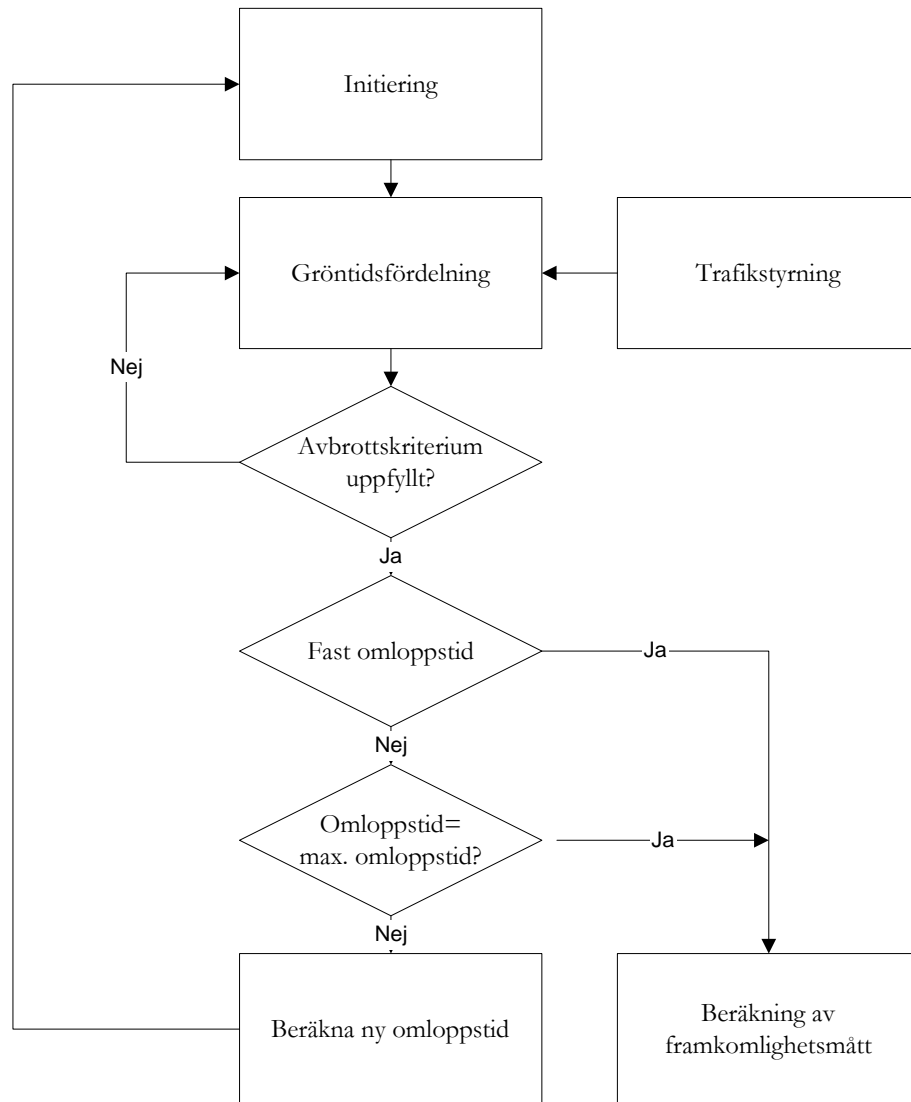 Initiering
Gröntidsfördelning
Trafikstyrning
Nej
Avbrottskriterium
uppfyllt?
Ja
Fast omloppstid
Ja
Nej
Omloppstid=
max. omloppstid?
Ja
Nej
Beräkna ny omloppstid
Beräkning av
framkomlighetsmått